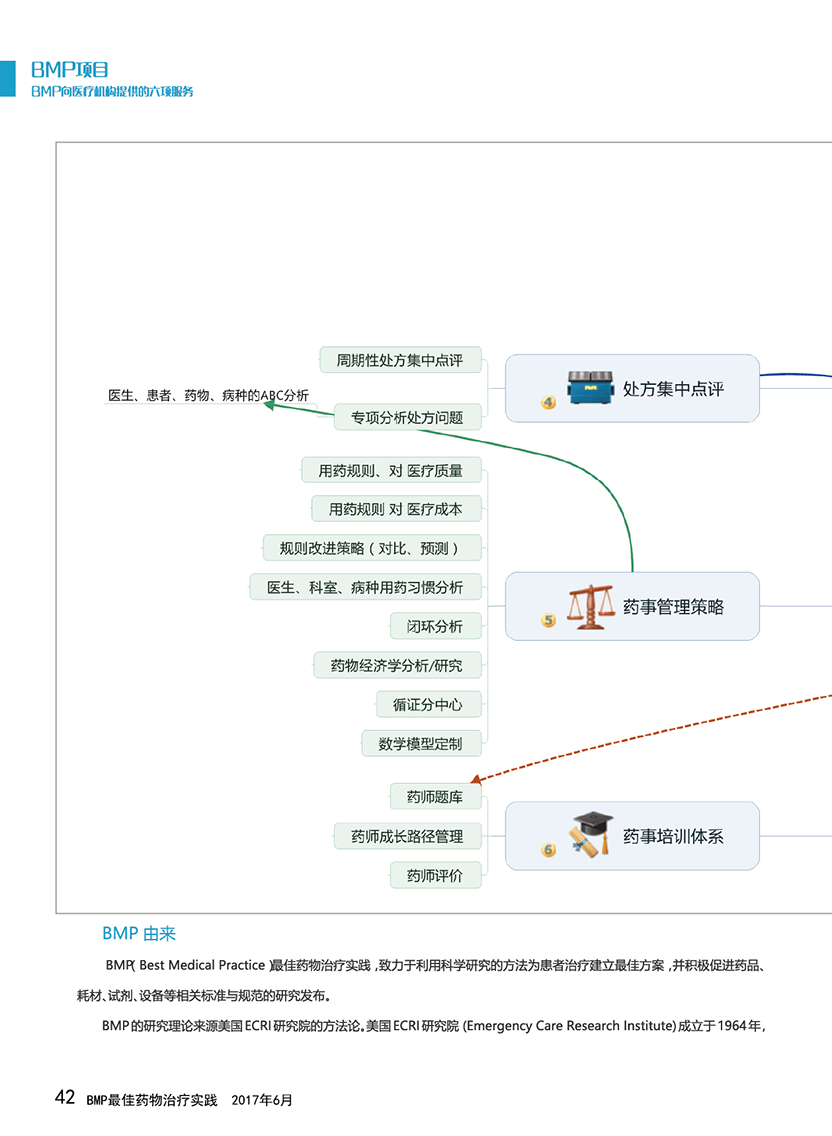 BMP项目
BMP向医疗机构提供的六项服务
周期性处方集中点评
医生、患者、药物、病种的ABC分析
专项分析处方问题
4 处方集中点评
用药规则、对 医疗质量
用药规则 对 医疗成本
规则改进策略（对比、预测）
医生、科室、病种用药习惯分析
闭环分析
药物经济学分析/研究
循证分中心
数学模型定制
5 药事管理策略
药师题库
药师成长路径管理
药师评价
6 药事培训体系
BMP 由来
BMP（Best Medical Practice）最佳药物治疗实践，致力于利用科学研究的方法为患者治疗建立最佳方案，并积极促进药品、
耗材、试剂、设备等相关标准与规范的研究发布。
BMP的研究理论来源美国ECRI研究院的方法论。美国ECRI研究院 (Emergency Care Research Institute) 成立于1964年，
42 BMP最佳药物治疗实践 2017年6月